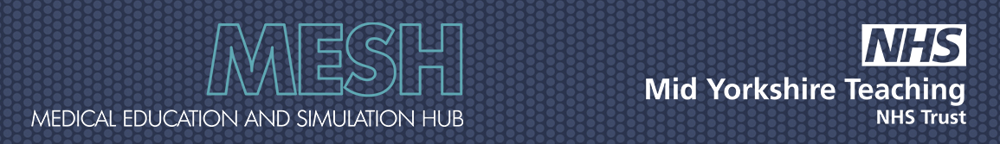 MESH
MEDICAL EDUCATION AND SIMULATION HUB
NHS
Mid Yorkshire Teaching
NHS Trust